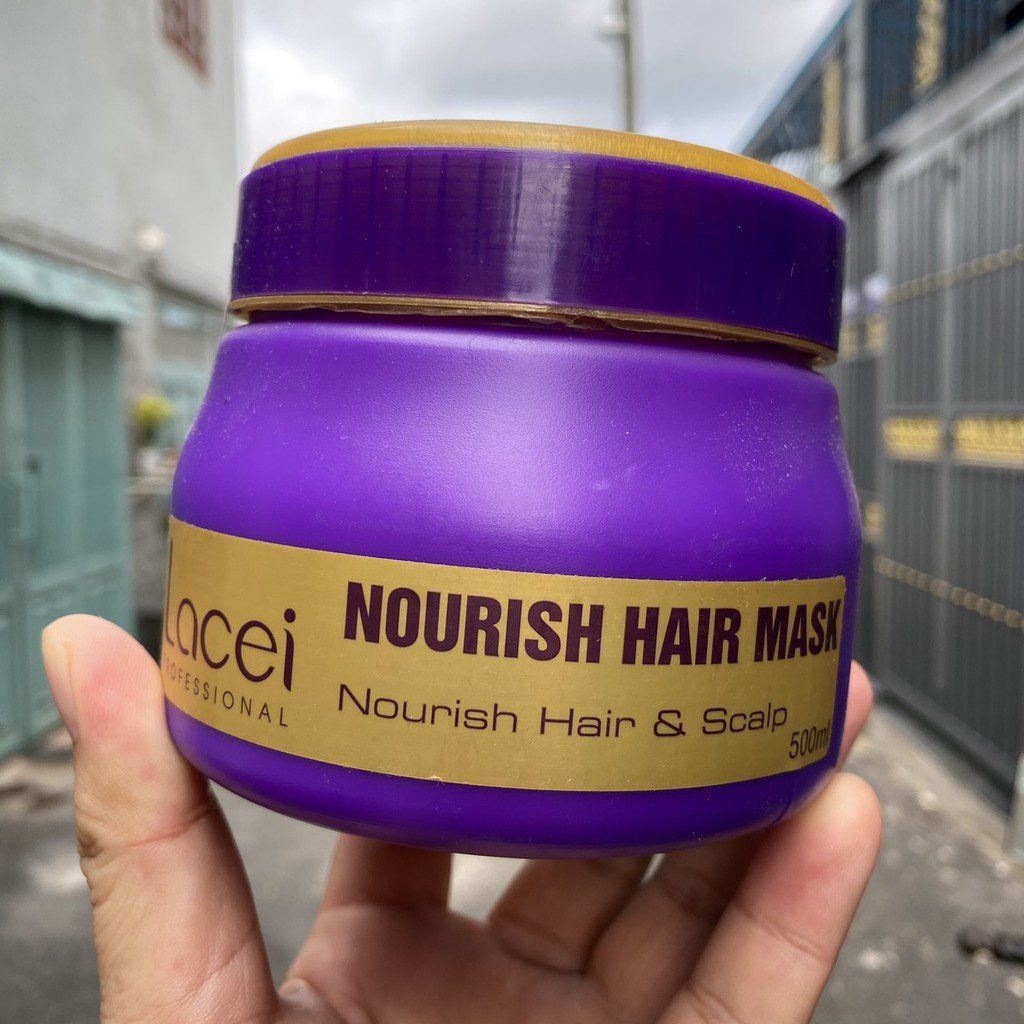 Lacei
PROFESSIONAL
NOURISH HAIR MASK
Nourish Hair & Scalp
500ml